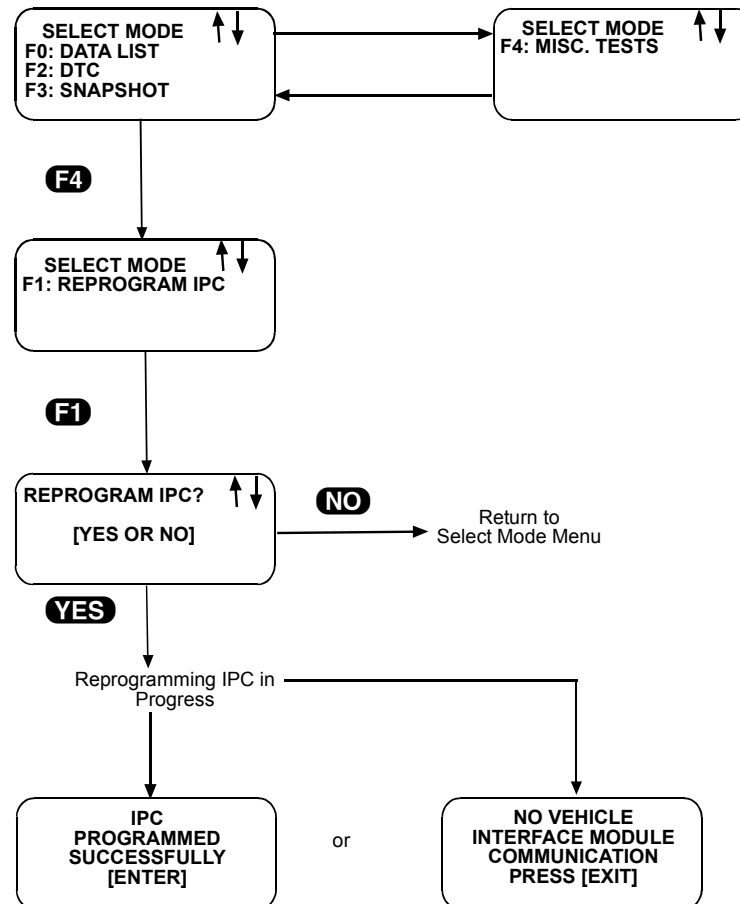 SELECT MODE
F0: DATA LIST
F2: DTC
F3: SNAPSHOT
SELECT MODE
F4: MISC. TESTS
F4
SELECT MODE
F1: REPROGRAM IPC
F1
REPROGRAM IPC?
[YES OR NO]
NO
Return to
Select Mode Menu
YES
Reprogramming IPC in
Progress
IPC
PROGRAMMED
SUCCESSFULLY
[ENTER]
or
NO VEHICLE
INTERFACE MODULE
COMMUNICATION
PRESS [EXIT]